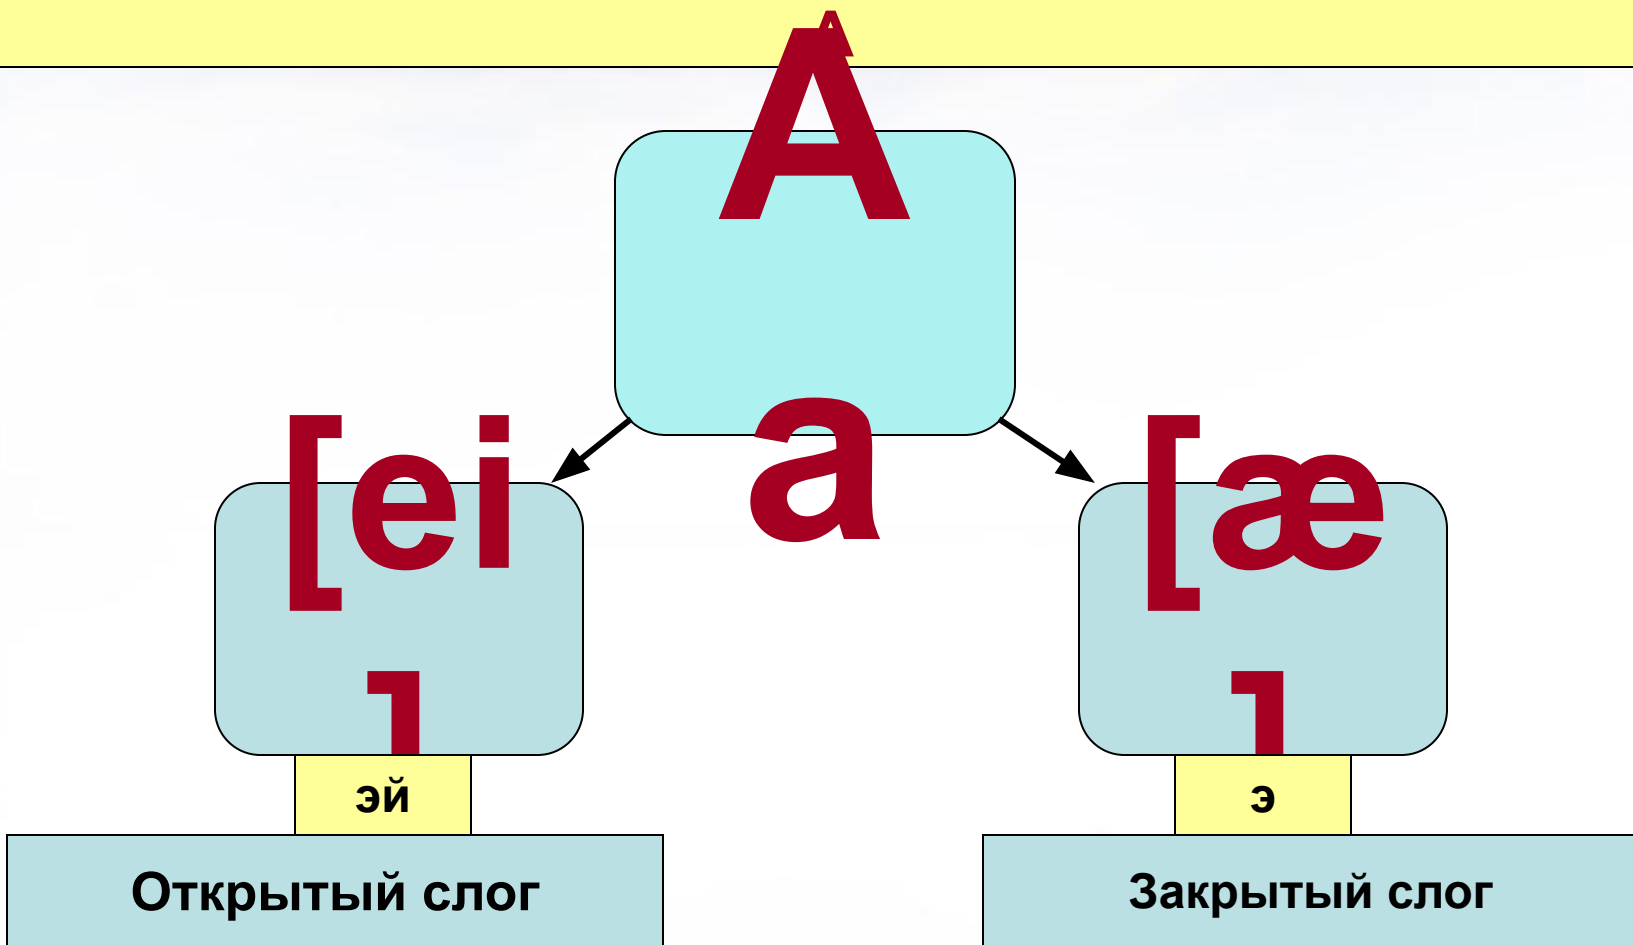 A
A
a
[ei
]
[æ
]
эй
э
Открытый слог
Закрытый слог